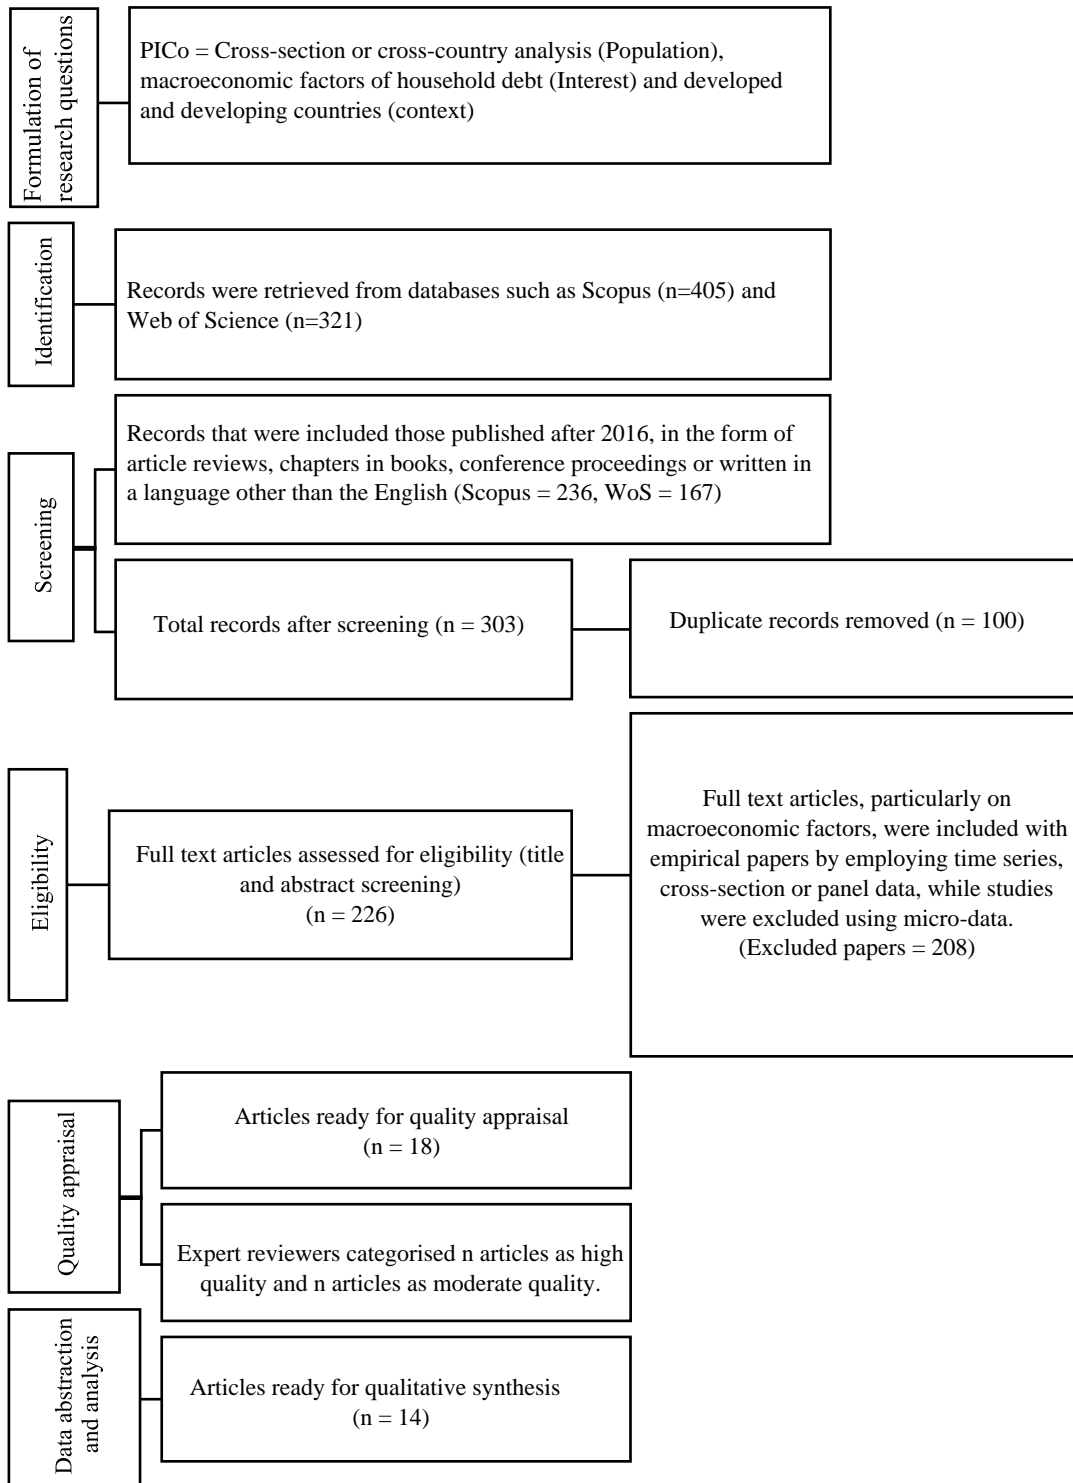 Formulation of
research questions
PICo = Cross-section or cross-country analysis (Population),
macroeconomic factors of household debt (Interest) and developed
and developing countries (context)
Identification
Records were retrieved from databases such as Scopus (n=405) and
Web of Science (n=321)
Screening
Records that were included those published after 2016, in the form of
article reviews, chapters in books, conference proceedings or written in
a language other than the English (Scopus = 236, WoS = 167)
Total records after screening (n = 303)
Duplicate records removed (n = 100)
Eligibility
Full text articles assessed for eligibility (title
and abstract screening)
(n = 226)
Full text articles, particularly on
macroeconomic factors, were included with
empirical papers by employing time series,
cross-section or panel data, while studies
were excluded using micro-data.
(Excluded papers = 208)
Quality appraisal
Articles ready for quality appraisal
(n = 18)
Expert reviewers categorised n articles as high
quality and n articles as moderate quality.
Data abstraction
and analysis
Articles ready for qualitative synthesis
(n = 14)